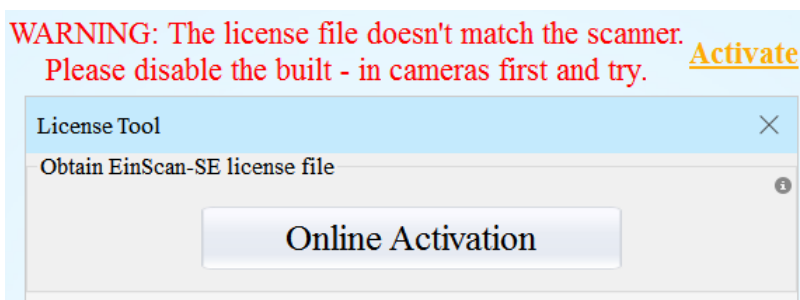 WARNING: The license file doesn't match the scanner.
Please disable the built - in cameras first and try.
Activate
License Tool
Obtain EinScan-SE license file
Online Activation